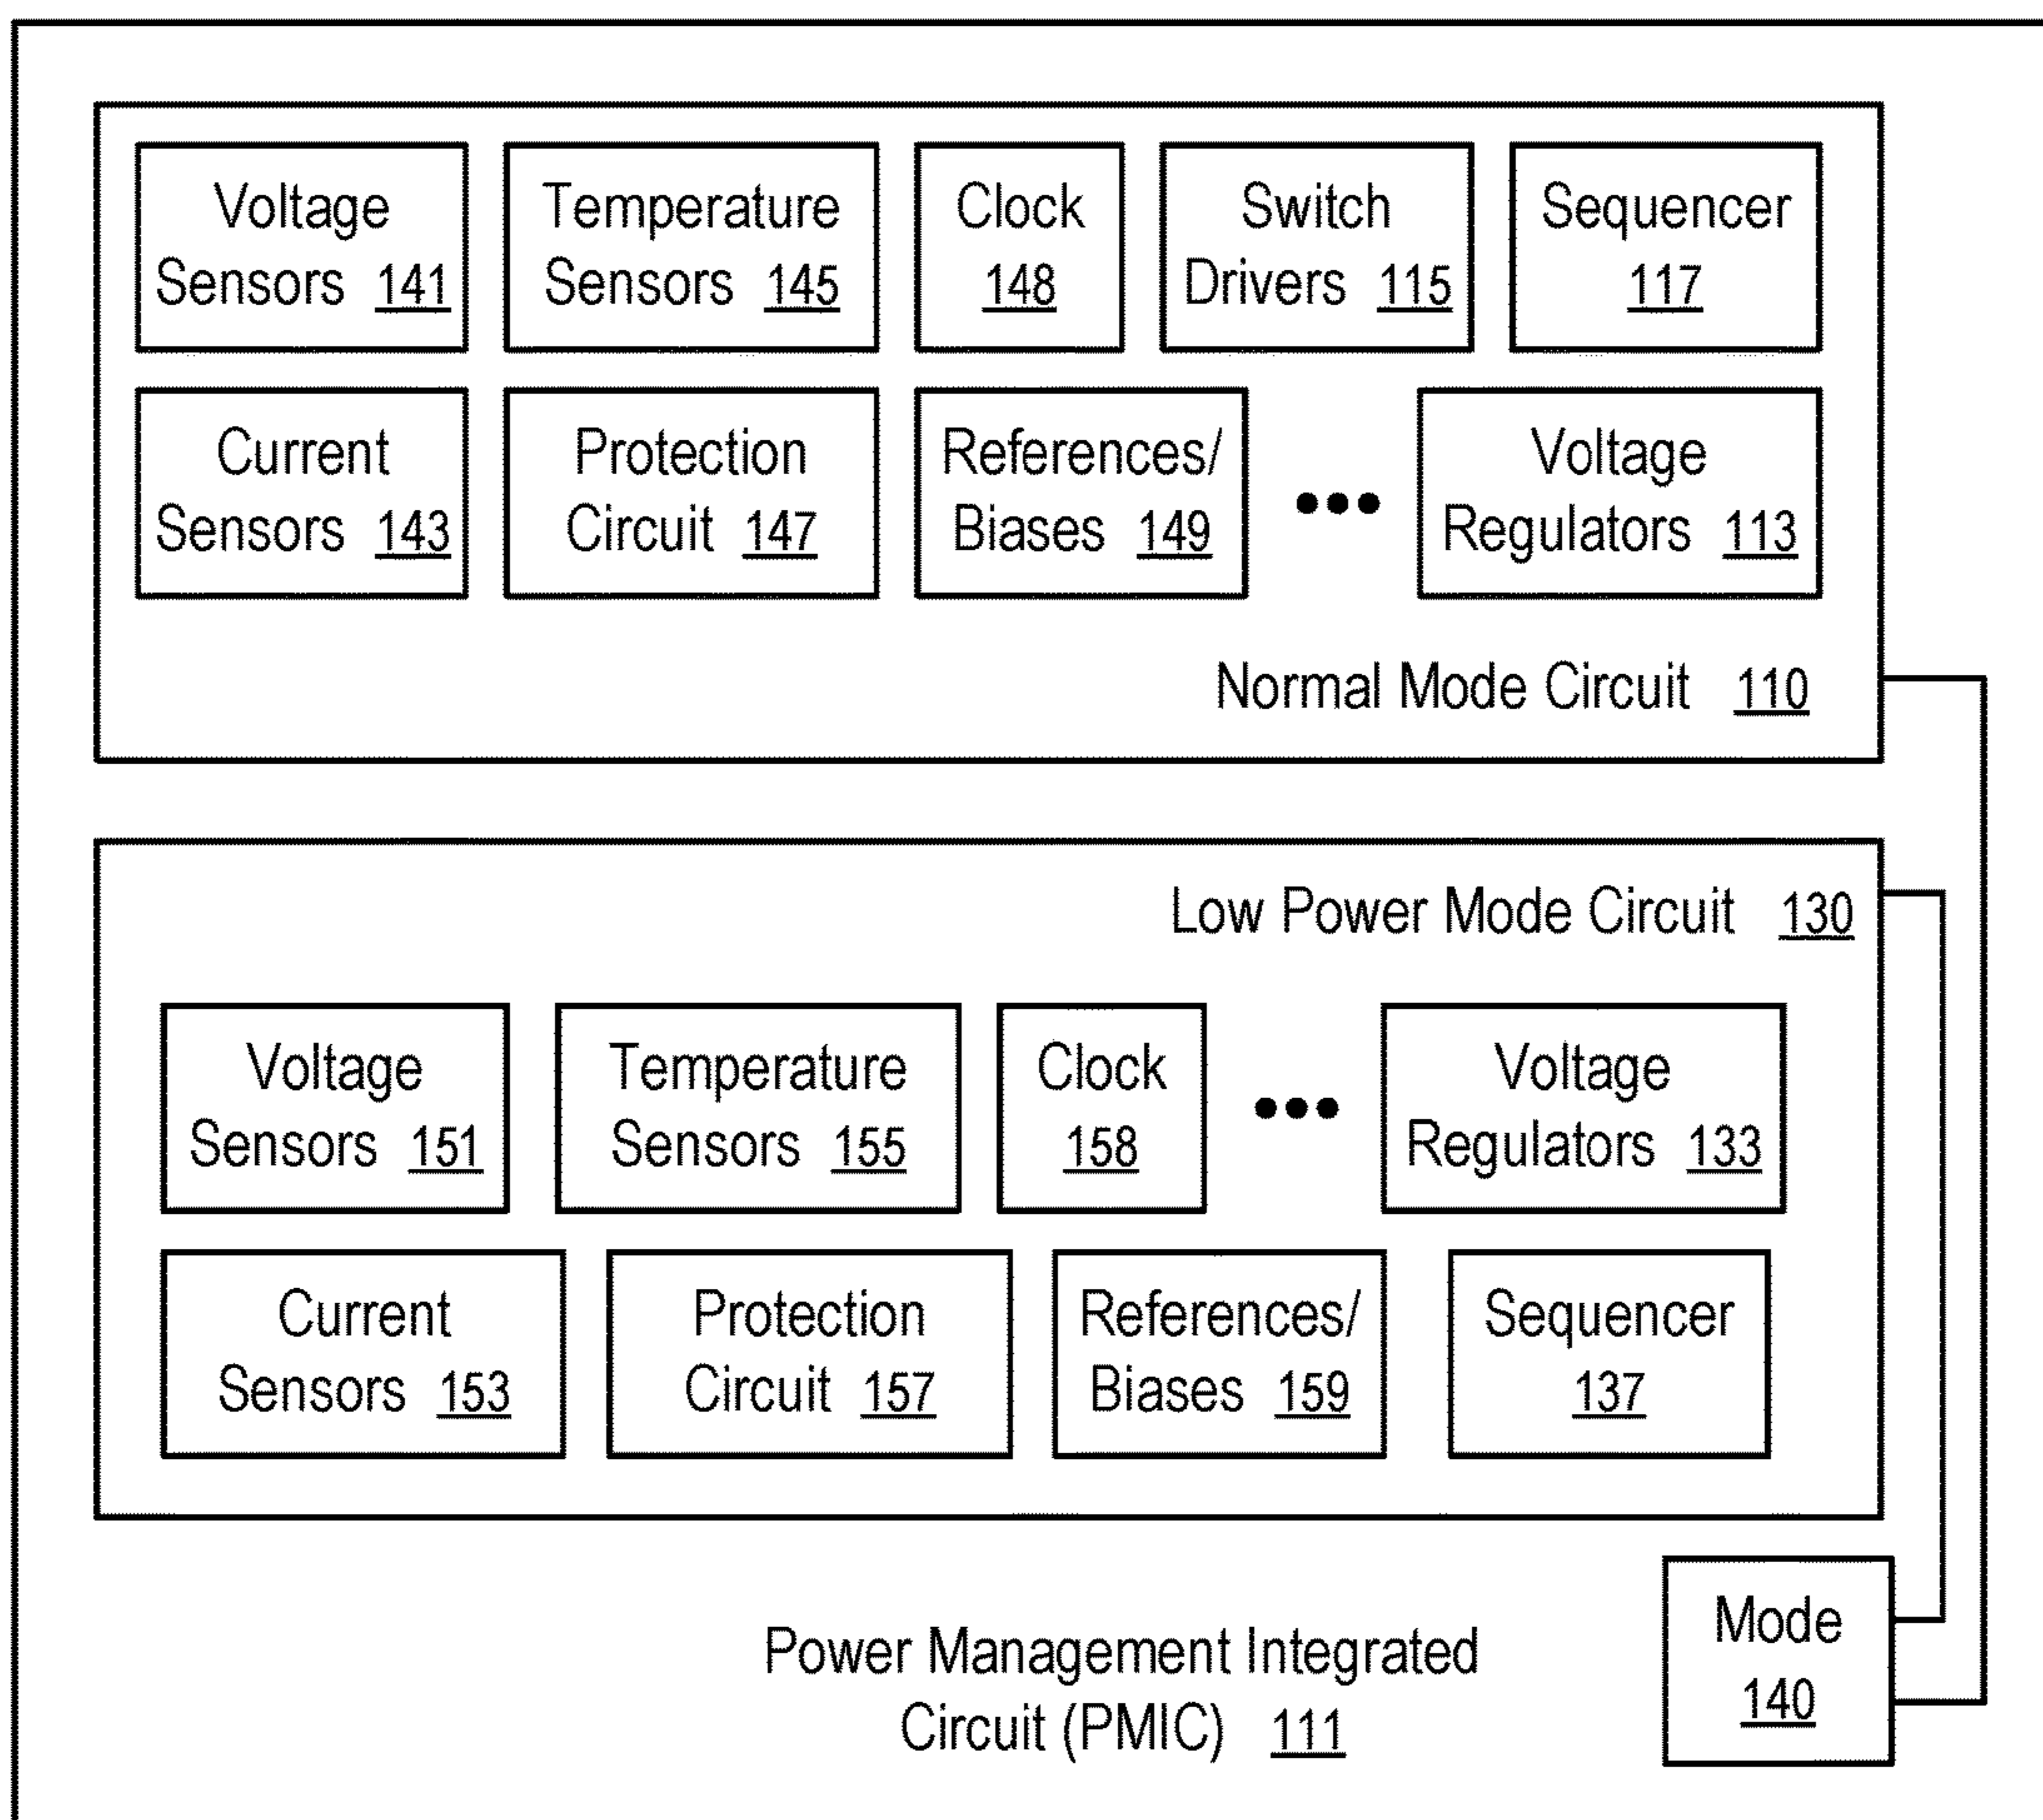 Voltage
Sensors 141
Temperature
Sensors 145
Clock
148
Switch
Drivers 115
Sequencer
117
Current
Sensors 143
Protection
Circuit 147
References/
Biases 149
Voltage
Regulators 113
Normal Mode Circuit 110
Low Power Mode Circuit 130
Voltage
Sensors 151
Temperature
Sensors 155
Clock
158
Voltage
Regulators 133
Current
Sensors 153
Protection
Circuit 157
References/
Biases 159
Sequencer
137
Mode
140
Power Management Integrated
Circuit (PMIC) 111